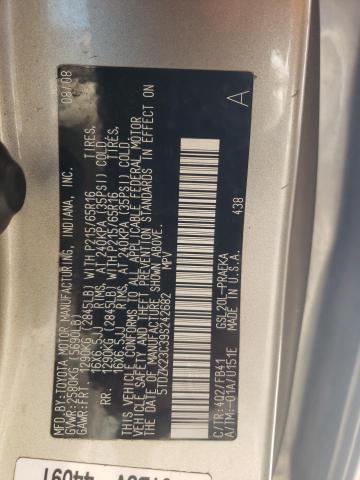 MFD. BY:TOYOTA MOTOR MANUFACTURING, INDIANA, INC. 08/08
GVWR: 2580KG (5690LB)
GAWR:FRT. 1290KG (2845LB) WITH P215/65R16 TIRES,
16X6.5JJ RIMS, AT 240KPA (35PSI) COLD.
RR. 1290KG (2845LB) WITH P215/65R16 TIRES,
16X6.5JJ RIMS, AT 240KPA (35PSI) COLD.
THIS VEHICLE CONFORMS TO ALL APPLICABLE FEDERAL MOTOR
VEHICLE SAFETY AND THEFT PREVENTION STANDARDS IN EFFECT
ON THE DATE OF MANUFACTURE SHOWN ABOVE.
5TDZK23C39S242682 MPV
438 A
C/TR:4Q2/FB41 GSL20L-PRAEKA
A/TM:-01A/U151E MADE IN U.S.A.
44091